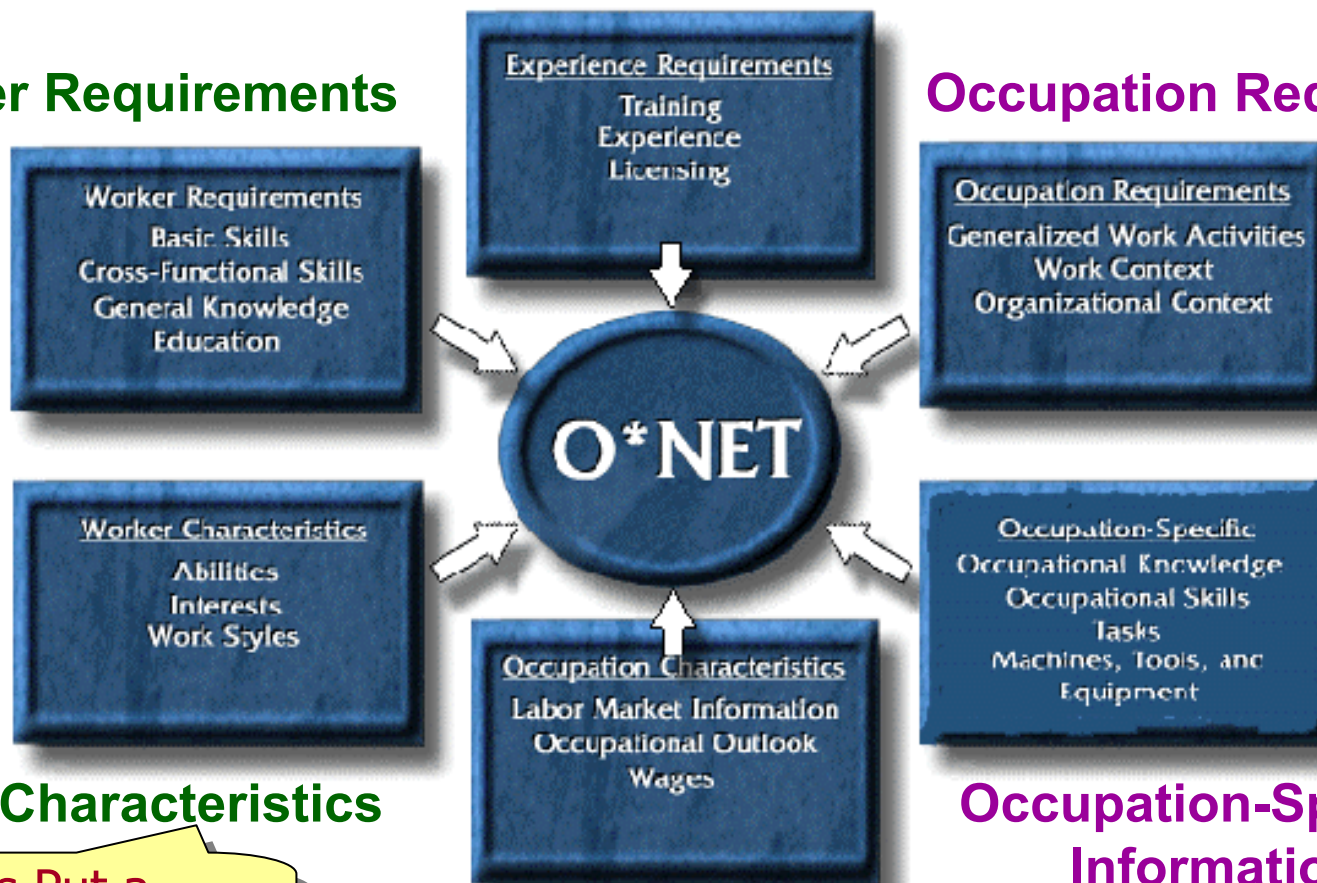 er Requirements
Experience Requirements
Training
Experience
Licensing
Occupation Rec
Worker Requirements
Basic Skills
Cross-Functional Skills
General Knowledge
Education
Occupation Requirements
Generalized Work Activities
Work Context
Organizational Context
O*NET
Worker Characteristics
Abilities
Interests
Work Styles
Occupation Characteristics
Labor Market Information
Occupational Outlook
Wages
Occupation-Specific
Occupational Knowledge
Occupational Skills
Tasks
Machines, Tools, and
Equipment
Characteristics
Occupation-Sp
Informatio
Put a